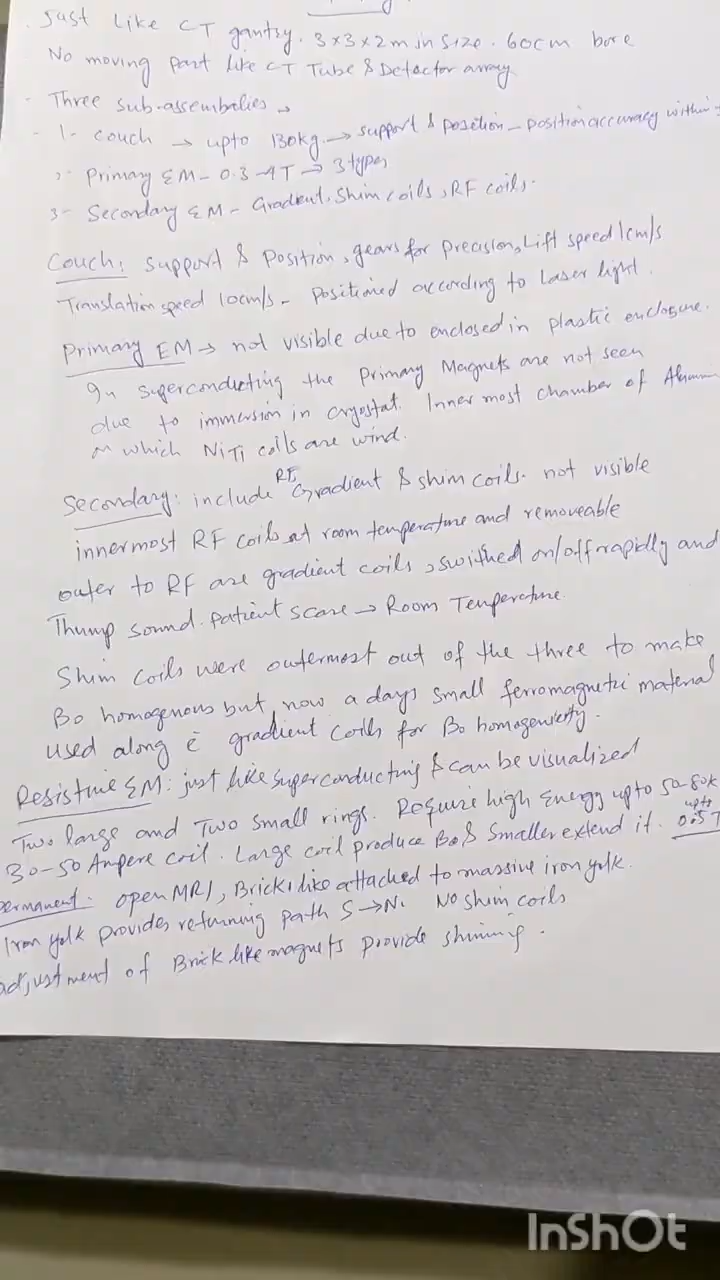 Just like CT gantry. 3x3x2m in size. 60cm bore
No moving part like CT Tube & Detector array
- Three sub-assembalies →
- 1- couch → upto 130kg → support & position - position accuracy within
2- Primary EM - 0.3-4T → 3 types
3- Secondary EM - Gradient, Shim coils, RF coils.
Couch: support & position, gears for precision, Lift speed 1cm/s
Translation speed 10cm/s - Positioned according to Laser light.
Primary EM → not visible due to enclosed in plastic enclosure.
In superconducting the Primary Magnets are not seen
due to immersion in cryostat. Inner most chamber of
on which NiTi coils are wind.
Secondary: include RF Gradient & shim coils. not visible
innermost RF coils at room temperature and removeable
outer to RF are gradient coils, swithed on/off rapidly and
Thump sound. Patient scare → Room Temperature.
Shim coils were outermost out of the three to make
Bo homogenous but now a days small ferromagnetic material
used along c̄ gradient coils for Bo homogeniety.
Resistive EM: just like superconducting & can be visualized
Two large and Two small rings. Require high Energy upto 50-80k
30-50 Ampere coil. Large coil produce Bo & Smaller extend it. upto 0.5T
Permanent: open MRI, Brick like attached to massive iron yolk.
Iron yolk provides returning path S→N. No shim coils
adjustment of Brick like magnets provide shiming.
InShOt